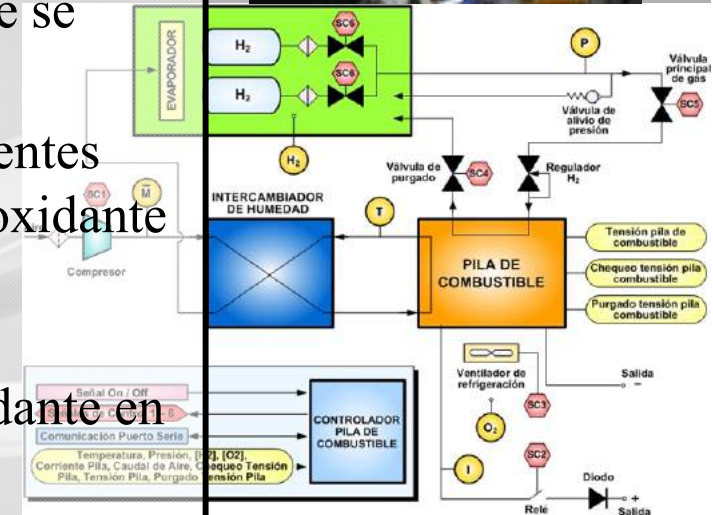 e se
entes
oxidante
dante en
EVAPORADOR
H₂
SC6
H₂
SC6
H₂
P
Válvula
principal
de gas
SC5
Válvula de
alivio de
presión
Válvula de
purgado
SC4
Regulador
H₂
SC1
M
Compresor
INTERCAMBIADOR
DE HUMEDAD
T
PILA DE
COMBUSTIBLE
Tensión pila de
combustible
Chequeo tensión pila
combustible
Purgado tensión pila
combustible
Ventilador de
refrigeración
SC3
O₂
Salida
-
I
SC2
Relé
Diodo
+
Salida
Señal On / Off
Comunicación Puerto Serie
Temperatura, Presión, [H2], [O2],
Corriente Pila, Caudal de Aire, Chequeo Tensión
Pila, Tensión Pila, Purgado Tensión Pila
CONTROLADOR
PILA DE
COMBUSTIBLE